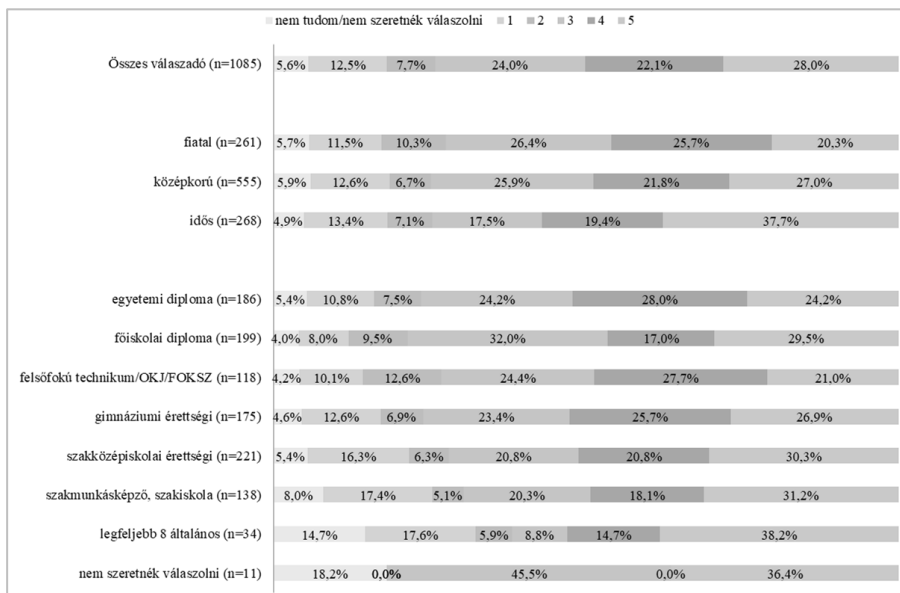 nem tudom/nem szeretnék válaszolni 1 2 3 4 5
Összes válaszadó (n=1085) 5,6% 12,5% 7,7% 24,0% 22,1% 28,0%
fiatal (n=261) 5,7% 11,5% 10,3% 26,4% 25,7% 20,3%
középkorú (n=555) 5,9% 12,6% 6,7% 25,9% 21,8% 27,0%
idős (n=268) 4,9% 13,4% 7,1% 17,5% 19,4% 37,7%
egyetemi diploma (n=186) 5,4% 10,8% 7,5% 24,2% 28,0% 24,2%
főiskolai diploma (n=199) 4,0% 8,0% 9,5% 32,0% 17,0% 29,5%
felsőfokú technikum/OKJ/FOKSZ (n=118) 4,2% 10,1% 12,6% 24,4% 27,7% 21,0%
gimnáziumi érettségi (n=175) 4,6% 12,6% 6,9% 23,4% 25,7% 26,9%
szakközépiskolai érettségi (n=221) 5,4% 16,3% 6,3% 20,8% 20,8% 30,3%
szakmunkásképző, szakiskola (n=138) 8,0% 17,4% 5,1% 20,3% 18,1% 31,2%
legfeljebb 8 általános (n=34) 14,7% 17,6% 5,9% 8,8% 14,7% 38,2%
nem szeretnék válaszolni (n=11) 18,2% 0,0% 45,5% 0,0% 36,4%